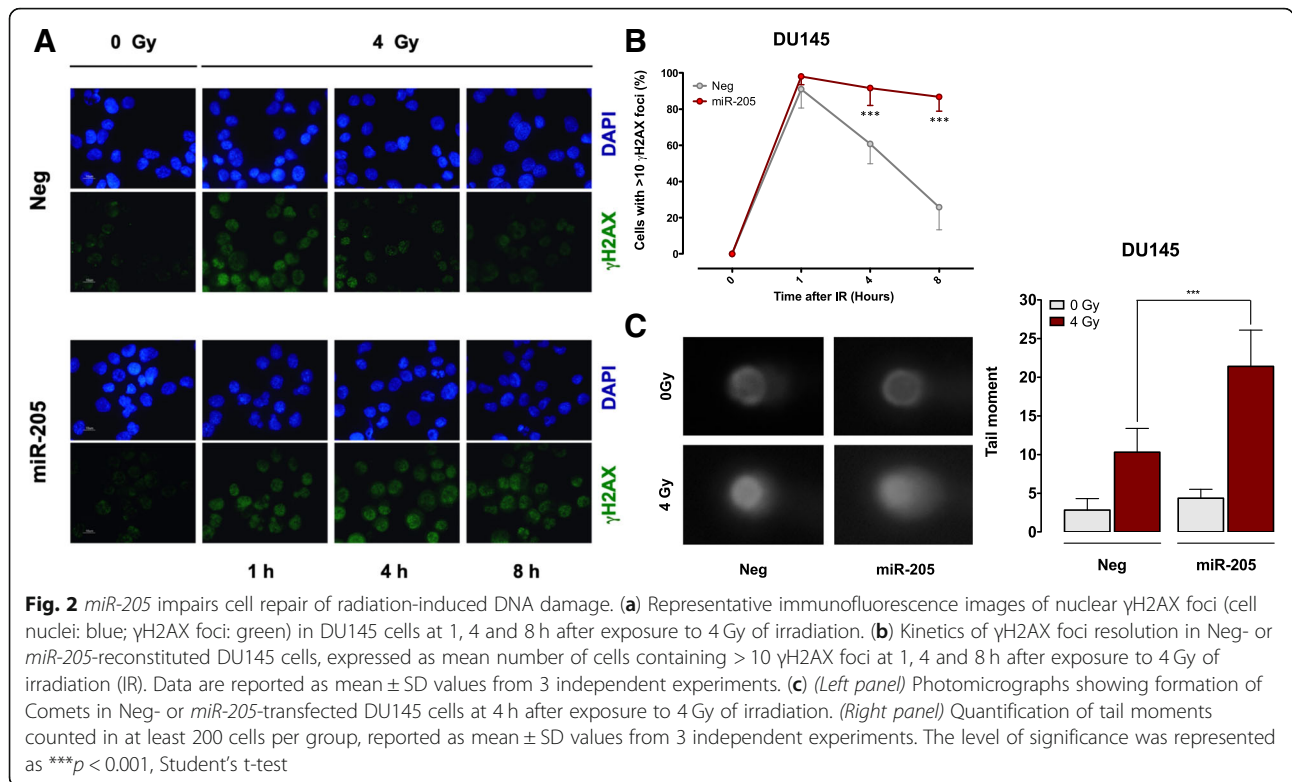 A
0 Gy
4 Gy
Neg
DAPI
γH2AX
miR-205
DAPI
γH2AX
1 h
4 h
8 h
B
DU145
Cells with >10 γH2AX foci (%)
100
80
60
40
20
0
Neg
miR-205
***
***
0
1
4
8
Time after IR (Hours)
C
0Gy
4 Gy
Neg
miR-205
DU145
Tail moment
30
25
20
15
10
5
0
0 Gy
4 Gy
***
Neg
miR-205
Fig. 2 miR-205 impairs cell repair of radiation-induced DNA damage. (a) Representative immunofluorescence images of nuclear γH2AX foci (cell
nuclei: blue; γH2AX foci: green) in DU145 cells at 1, 4 and 8 h after exposure to 4 Gy of irradiation. (b) Kinetics of γH2AX foci resolution in Neg- or
miR-205-reconstituted DU145 cells, expressed as mean number of cells containing > 10 γH2AX foci at 1, 4 and 8 h after exposure to 4 Gy of
irradiation (IR). Data are reported as mean ± SD values from 3 independent experiments. (c) (Left panel) Photomicrographs showing formation of
Comets in Neg- or miR-205-transfected DU145 cells at 4 h after exposure to 4 Gy of irradiation. (Right panel) Quantification of tail moments
counted in at least 200 cells per group, reported as mean ± SD values from 3 independent experiments. The level of significance was represented
as ***p < 0.001, Student's t-test